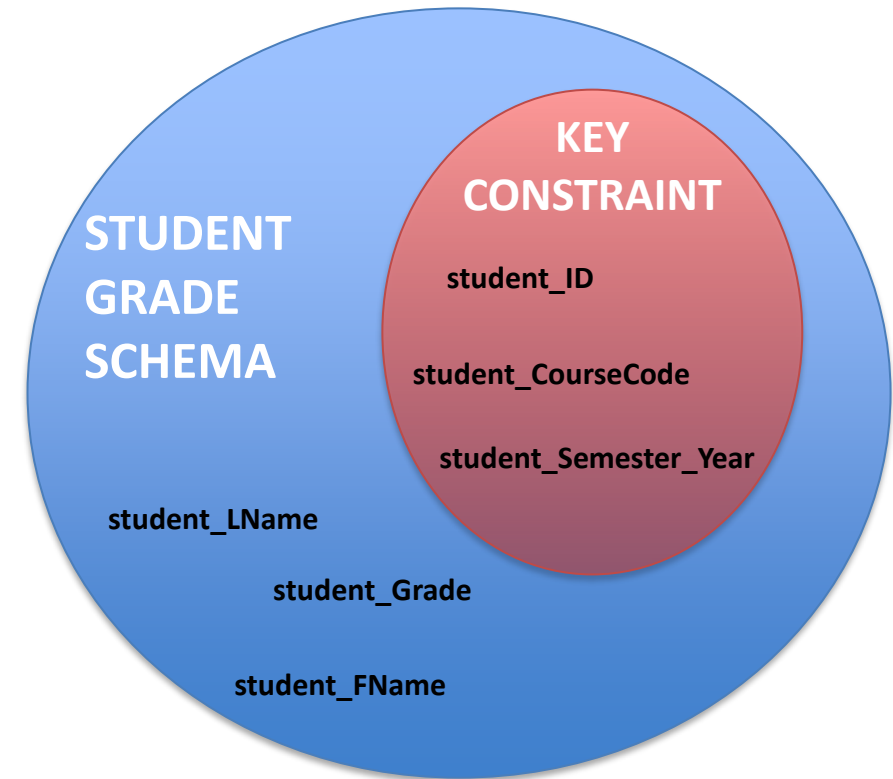 KEY
CONSTRAINT
STUDENT
GRADE
SCHEMA
student_ID
student_CourseCode
student_Semester_Year
student_LName
student_Grade
student_FName